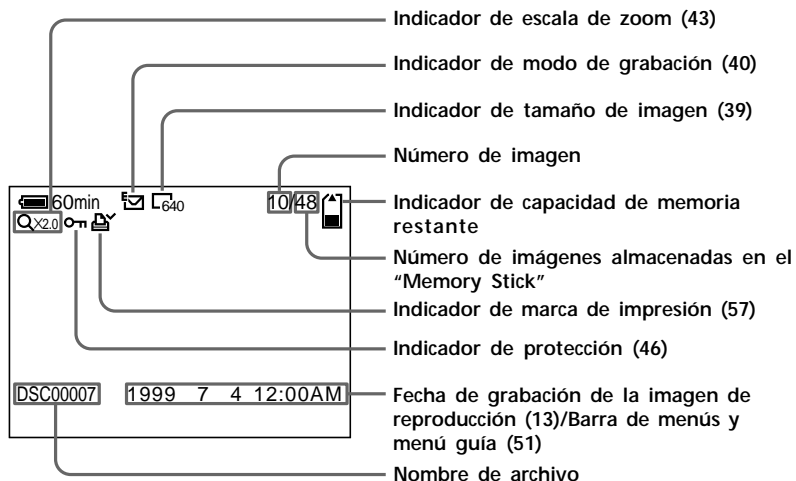 Indicador de escala de zoom (43)
Indicador de modo de grabación (40)
Indicador de tamaño de imagen (39)
Número de imagen
60min
E
640
10/48
X2.0
Indicador de capacidad de memoria
restante
Número de imágenes almacenadas en el
“Memory Stick”
Indicador de marca de impresión (57)
Indicador de protección (46)
DSC00007
1999 7 4 12:00AM
Fecha de grabación de la imagen de
reproducción (13)/Barra de menús y
menú guía (51)
Nombre de archivo